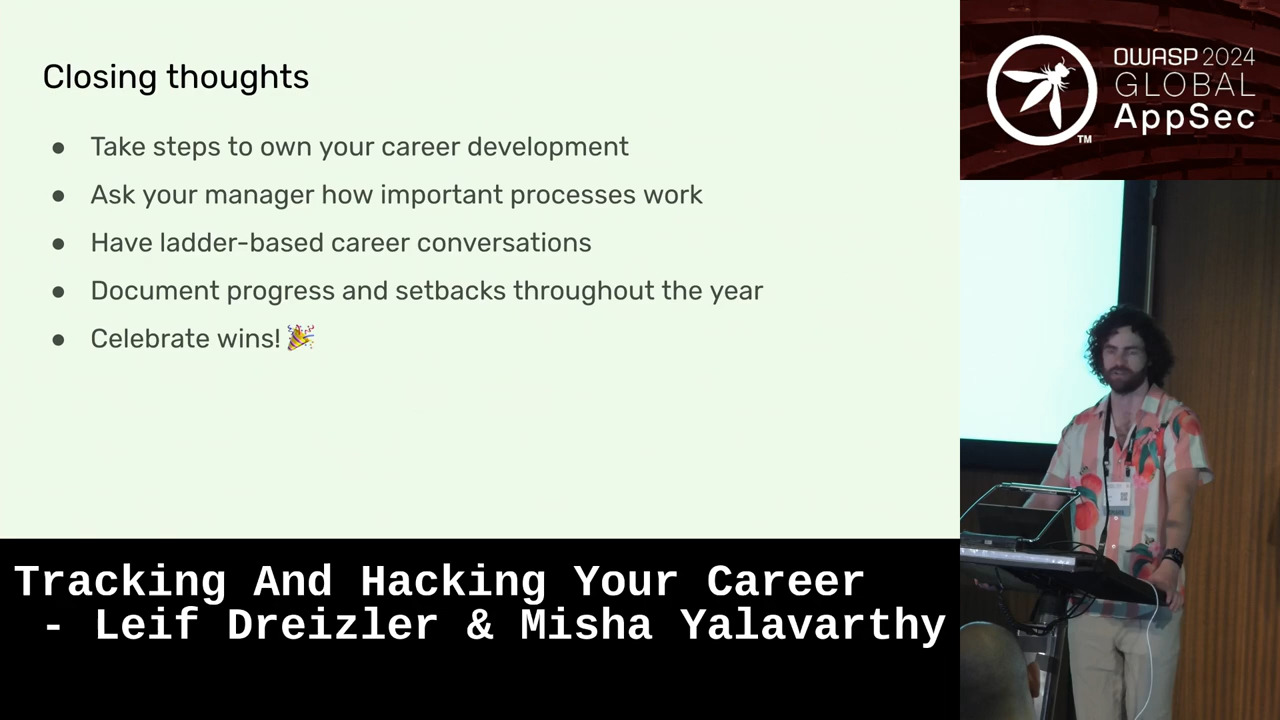 Closing thoughts
● Take steps to own your career development
● Ask your manager how important processes work
● Have ladder-based career conversations
● Document progress and setbacks throughout the year
● Celebrate wins! 🎉
OWASP 2024
GLOBAL
AppSec
TM
Tracking And Hacking Your Career
- Leif Dreizler & Misha Yalavarthy